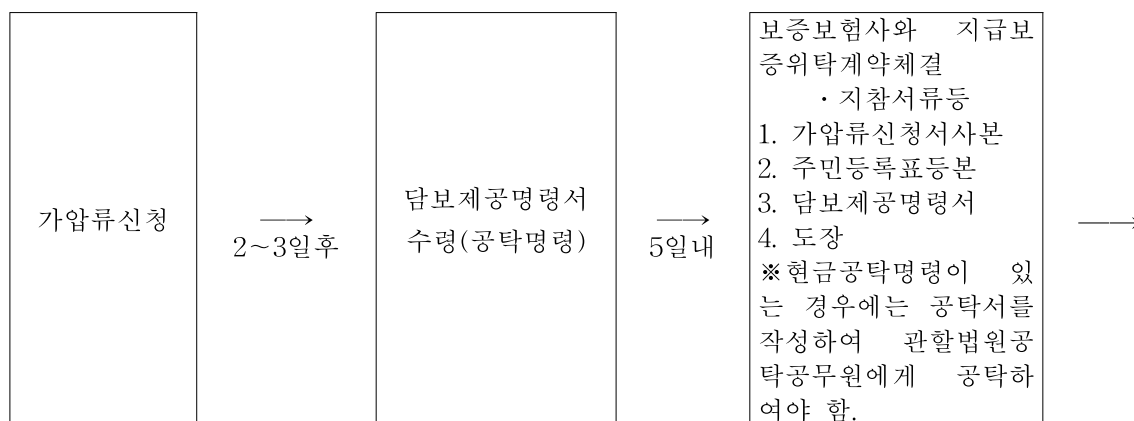 가압류신청
⟶
2~3일후
담보제공명령서
수령(공탁명령)
⟶
5일내
보증보험사와 지급보
증위탁계약체결
· 지참서류등
1. 가압류신청서사본
2. 주민등록표등본
3. 담보제공명령서
4. 도장
※현금공탁명령이 있
는 경우에는 공탁서를
작성하여 관할법원공
탁공무원에게 공탁하
여야 함.
⟶